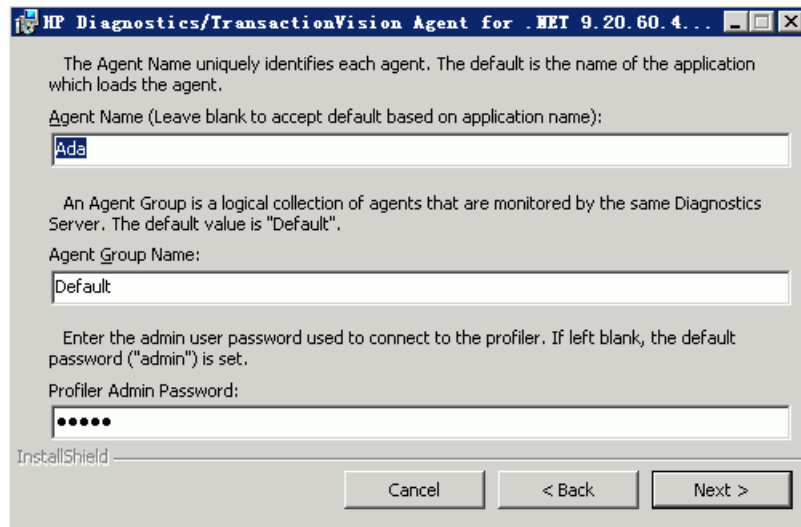 HP Diagnostics/TransactionVision Agent for .NET 9.20.60.4...
The Agent Name uniquely identifies each agent. The default is the name of the application
which loads the agent.
Agent Name (Leave blank to accept default based on application name):
Ada
An Agent Group is a logical collection of agents that are monitored by the same Diagnostics
Server. The default value is "Default".
Agent Group Name:
Default
Enter the admin user password used to connect to the profiler. If left blank, the default
password ("admin") is set.
Profiler Admin Password:
•••••
InstallShield
Cancel
< Back
Next >